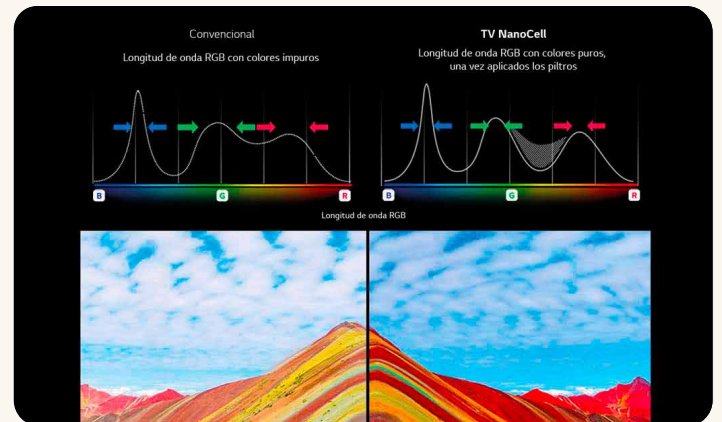 Convencional
Longitud de onda RGB con colores impuros
TV NanoCell
Longitud de onda RGB con colores puros,
una vez aplicados los piltros
B
G
R
B
G
R
Longitud de onda RGB